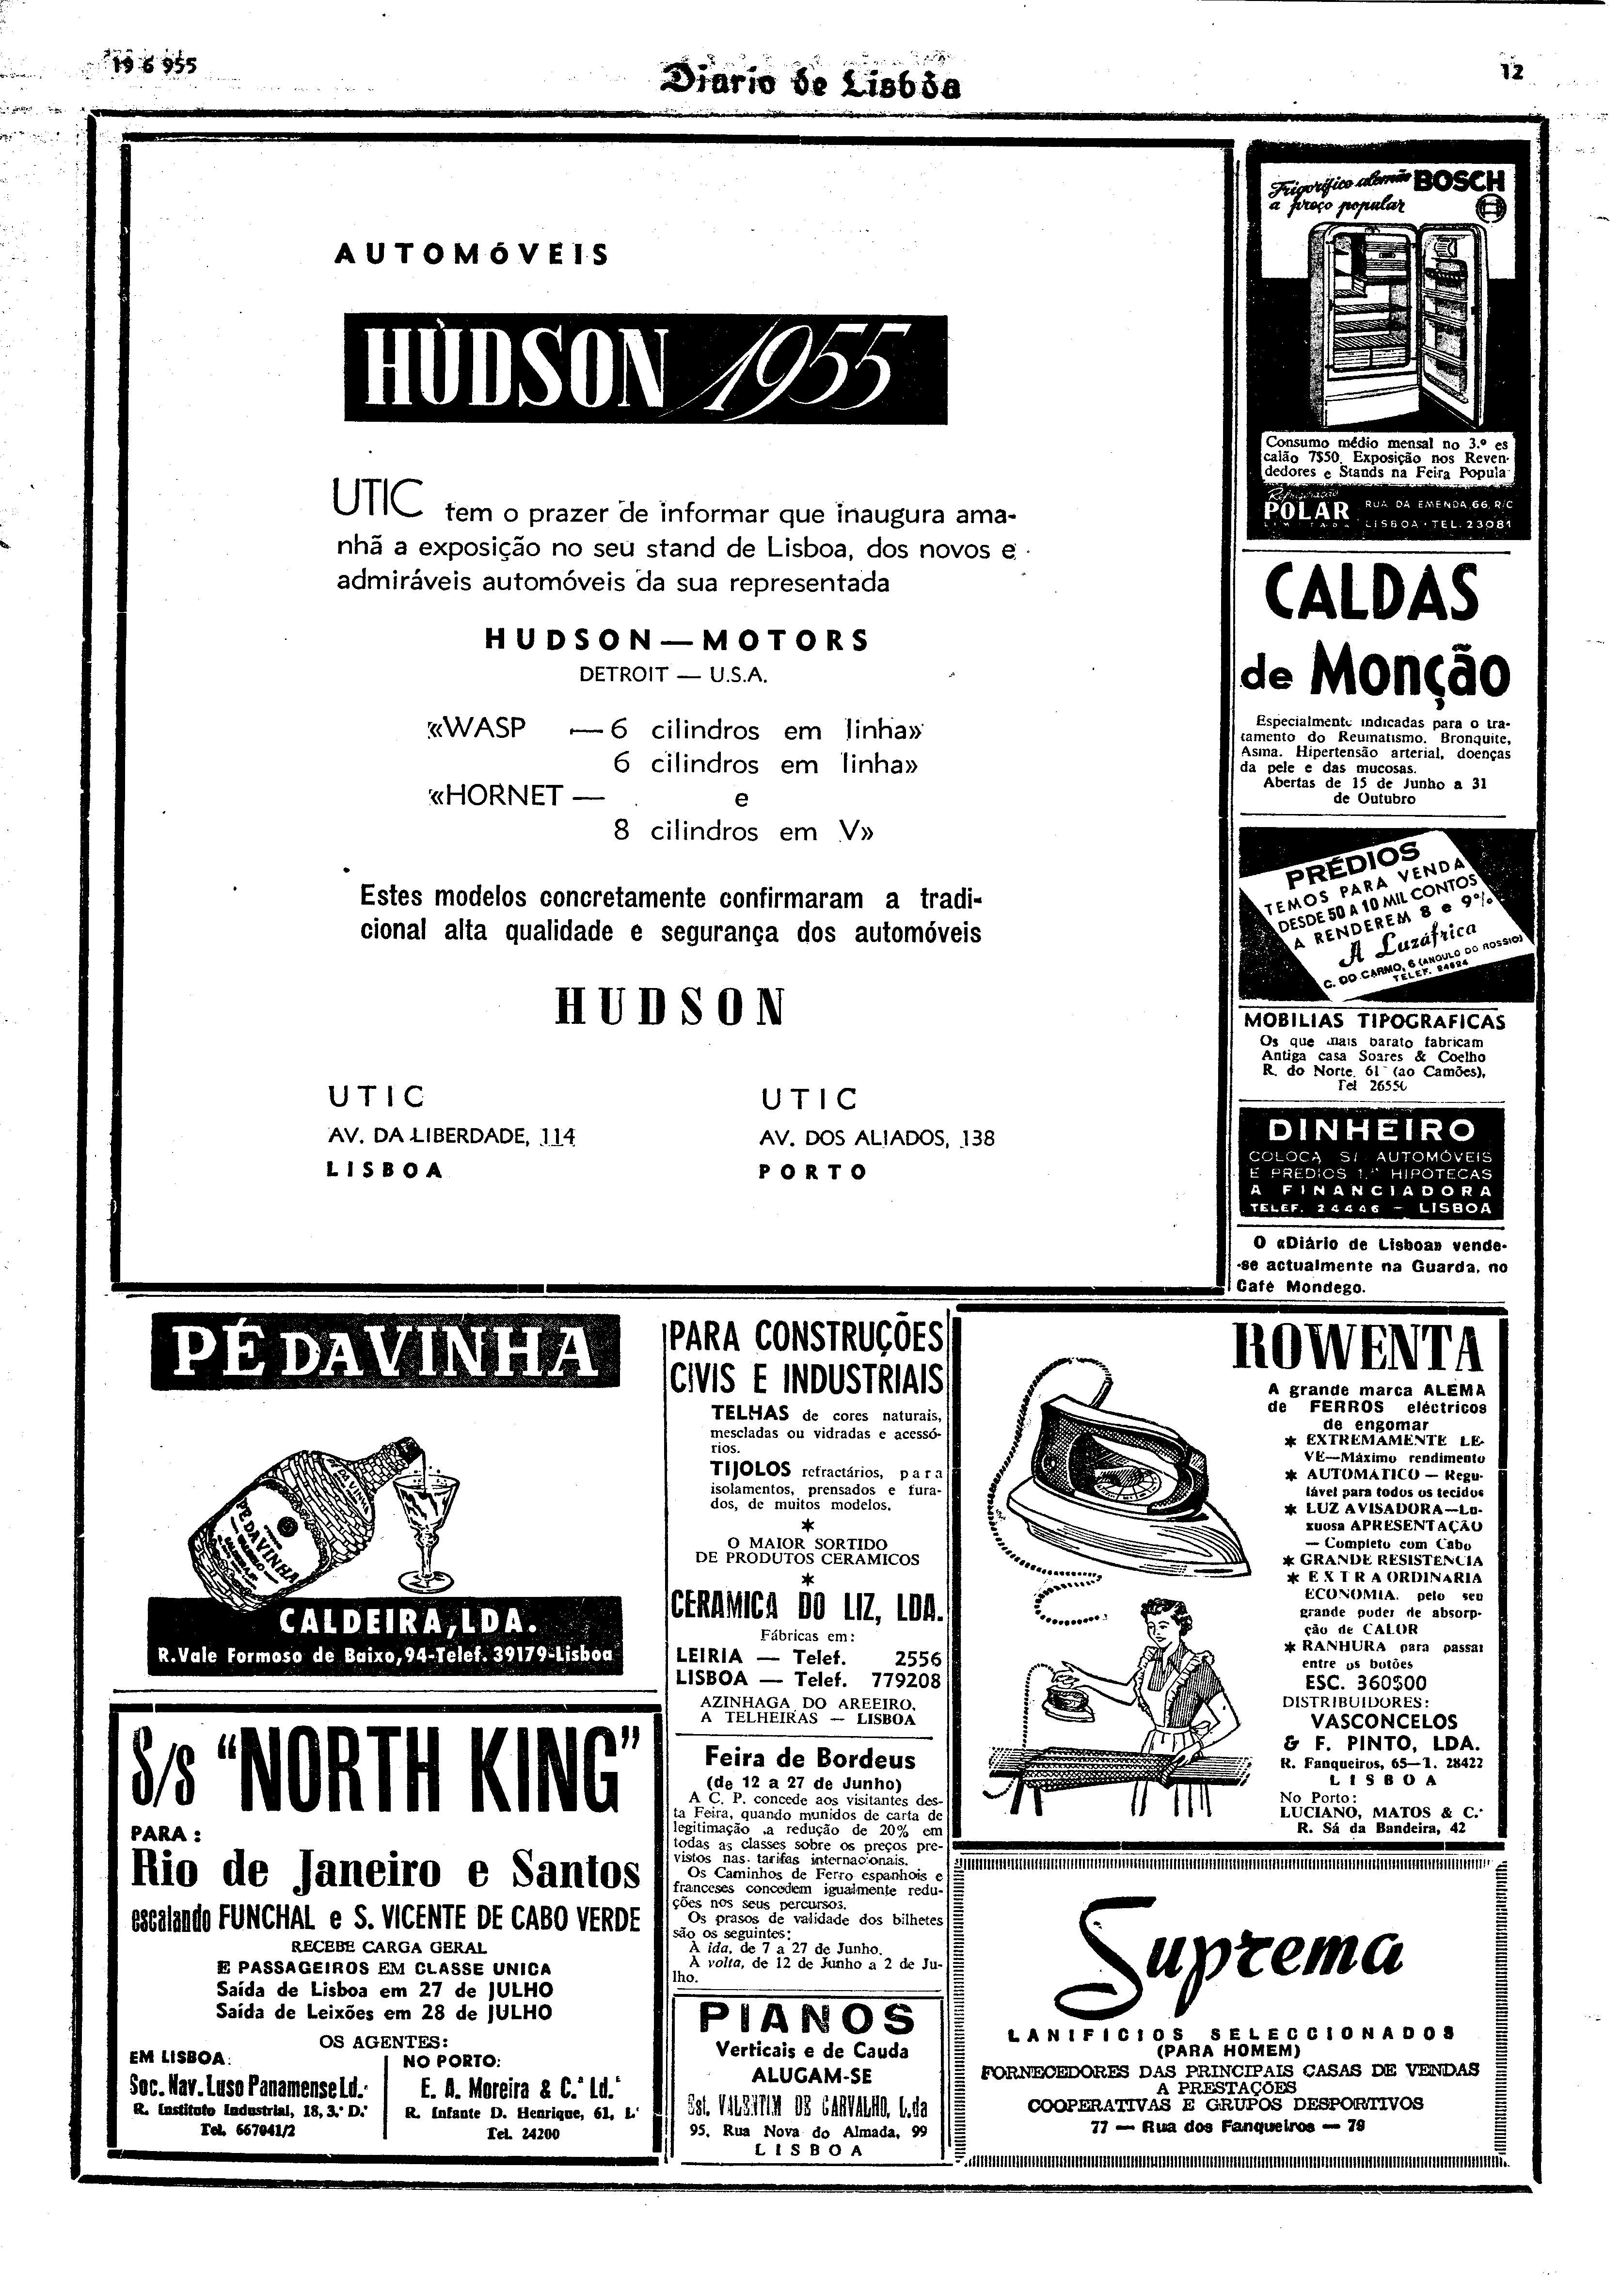 19 6 955
Diario de Lisbôa
12
AUTOMÓVEIS
HUDSON 1955
UTIC tem o prazer de informar que inaugura ama-
nhã a exposição no seu stand de Lisboa, dos novos e
admiráveis automóveis da sua representada
HUDSON—MOTORS
DETROIT — U.S.A.
«WASP — 6 cilindros em linha»
6 cilindros em linha»
«HORNET — e
8 cilindros em V»
Estes modelos concretamente confirmaram a tradi-
cional alta qualidade e segurança dos automóveis
HUDSON
UTIC
AV. DA LIBERDADE, 114
LISBOA
UTIC
AV. DOS ALIADOS, 138
PORTO
Frigorífico alemão BOSCH
a preço popular
Consumo médio mensal no 3.º es
calão 7$50. Exposição nos Reven-
dedores e Stands na Feira Popula
Refrigeração
POLAR
LIMITADA
RUA DA EMENDA, 66, R/C
LISBOA - TEL. 23081
CALDAS
de Monção
Especialmente indicadas para o tra-
tamento do Reumatismo. Bronquite,
Asma. Hipertensão arterial, doenças
da pele e das mucosas.
Abertas de 15 de Junho a 31
de Outubro
PRÉDIOS
TEMOS PARA VENDA
DESDE 50 A 10 MIL CONTOS
A RENDEREM 8 e 9%
A Luzáfrica
C. DO CARMO, 6 (ANGULO DO ROSSIO)
TELEF. 24624
MOBILIAS TIPOGRAFICAS
Os que mais barato fabricam
Antiga casa Soares & Coelho
R. do Norte. 61 (ao Camões),
Tel 26550
DINHEIRO
COLOCA S/ AUTOMÓVEIS
E PREDIOS 1.ª HIPOTECAS
A FINANCIADORA
TELEF. 24446 - LISBOA
O «Diário de Lisboa» vende-
-se actualmente na Guarda, no
Café Mondego.
PÉ DA VINHA
PÉ DA VINHA
CALDEIRA, LDA.
R. Vale Formoso de Baixo, 94-Telef. 39179-Lisboa
S/S "NORTH KING"
PARA:
Rio de Janeiro e Santos
escalando FUNCHAL e S. VICENTE DE CABO VERDE
RECEBE CARGA GERAL
E PASSAGEIROS EM CLASSE UNICA
Saída de Lisboa em 27 de JULHO
Saída de Leixões em 28 de JULHO
OS AGENTES:
EM LISBOA:
Soc. Nav. Luso Panamense Ld.ª
R. Instituto Industrial, 18, 3.º D.º
Tel. 667041/2
NO PORTO:
E. A. Moreira & C.ª Ld.ª
R. Infante D. Henrique, 61, 1.º
Tel. 24200
PARA CONSTRUÇÕES
CIVIS E INDUSTRIAIS
TELHAS de cores naturais,
mescladas ou vidradas e acessó-
rios.
TIJOLOS refractários, para
isolamentos, prensados e fura-
dos, de muitos modelos.
*
O MAIOR SORTIDO
DE PRODUTOS CERAMICOS
*
CERAMICA DO LIZ, LDA.
Fábricas em:
LEIRIA — Telef. 2556
LISBOA — Telef. 779208
AZINHAGA DO AREEIRO,
A TELHEIRAS — LISBOA
Feira de Bordeus
(de 12 a 27 de Junho)
A C. P. concede aos visitantes des-
ta Feira, quando munidos de carta de
legitimação a redução de 20% em
todas as classes sobre os preços pre-
vistos nas tarifas internacionais.
Os Caminhos de Ferro espanhois e
franceses concedem igualmente redu-
ções nos seus percursos.
Os prasos de validade dos bilhetes
são os seguintes:
À ida, de 7 a 27 de Junho.
À volta, de 12 de Junho a 2 de Ju-
lho.
PIANOS
Verticais e de Cauda
ALUGAM-SE
Est. VALENTIM DE CARVALHO, L.da
95, Rua Nova do Almada, 99
LISBOA
ROWENTA
A grande marca ALEMA
de FERROS eléctricos
de engomar
* EXTREMAMENTE LE-
VE—Máximo rendimento
* AUTOMATICO — Regu-
lável para todos os tecidos
* LUZ AVISADORA—Lu-
xuosa APRESENTAÇÃO
— Completo com Cabo
* GRANDE RESISTENCIA
* EXTRAORDINARIA
ECONOMIA. pelo seu
grande poder de absorp-
ção de CALOR
* RANHURA para passar
entre os botões
ESC. 360$00
DISTRIBUIDORES:
VASCONCELOS
& F. PINTO, LDA.
R. Fanqueiros, 65—1. 28422
LISBOA
No Porto:
LUCIANO, MATOS & C.ª
R. Sá da Bandeira, 42
Suprema
LANIFICIOS SELECCIONADOS
(PARA HOMEM)
FORNECEDORES DAS PRINCIPAIS CASAS DE VENDAS
A PRESTAÇÕES
COOPERATIVAS E GRUPOS DESPORTIVOS
77 — Rua dos Fanqueiros — 79